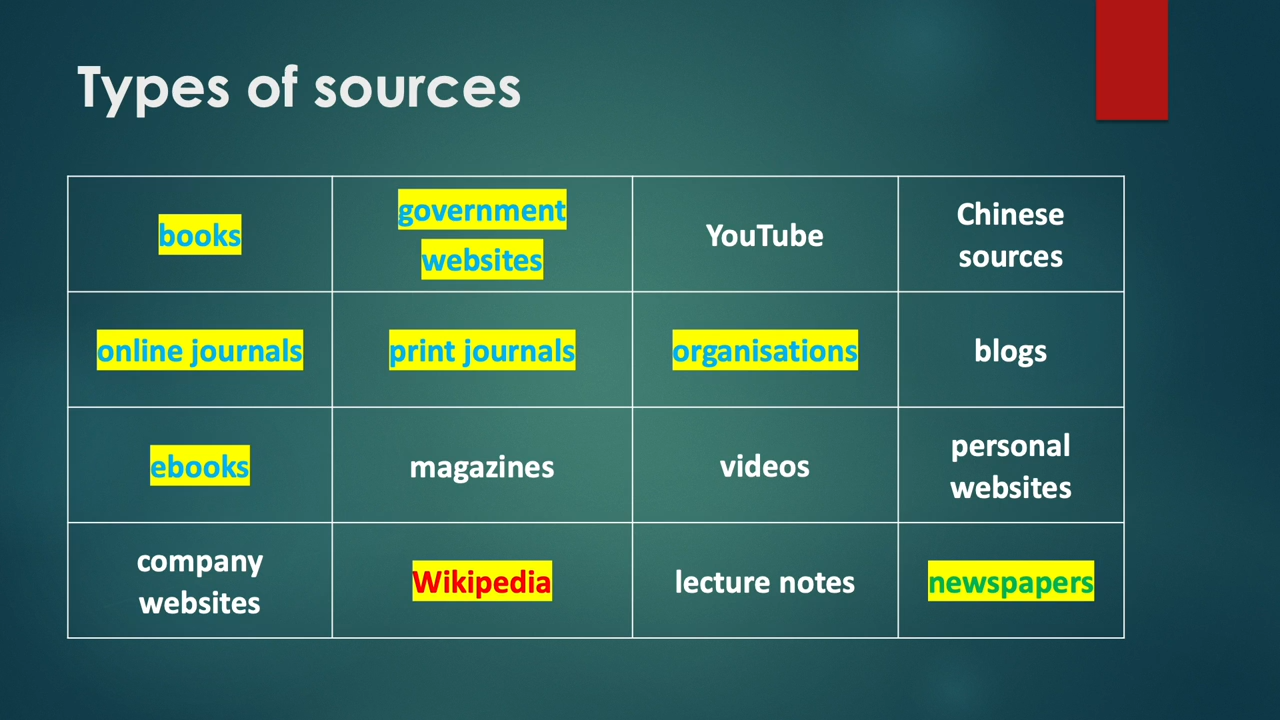 Types of sources
books
government
websites
YouTube
Chinese
sources
online journals
print journals
organisations
blogs
ebooks
magazines
videos
personal
websites
company
websites
Wikipedia
lecture notes
newspapers